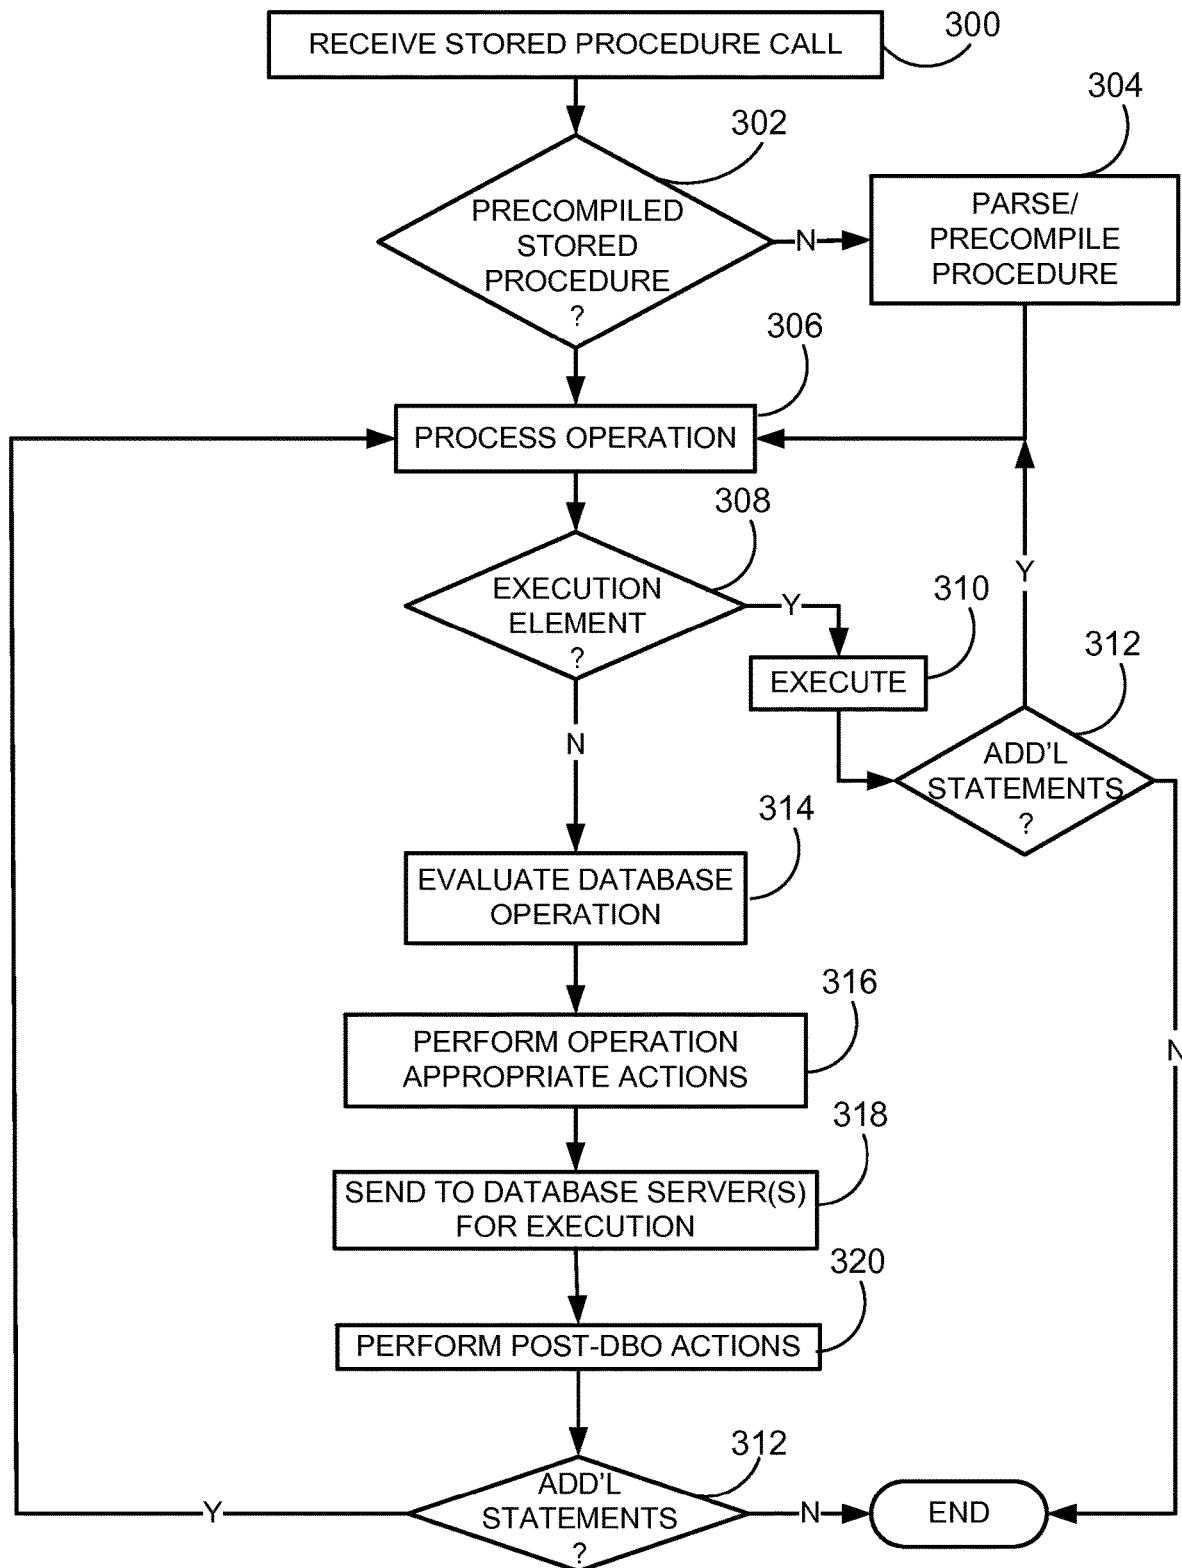 RECEIVE STORED PROCEDURE CALL
300
302
304
PRECOMPILED
STORED
PROCEDURE
?
N
PARSE/
PRECOMPILE
PROCEDURE
306
PROCESS OPERATION
308
EXECUTION
ELEMENT
?
Y
310
EXECUTE
Y
312
ADD'L
STATEMENTS
?
N
314
EVALUATE DATABASE
OPERATION
316
PERFORM OPERATION
APPROPRIATE ACTIONS
N
318
SEND TO DATABASE SERVER(S)
FOR EXECUTION
320
PERFORM POST-DBO ACTIONS
312
ADD'L
STATEMENTS
?
Y
N
END